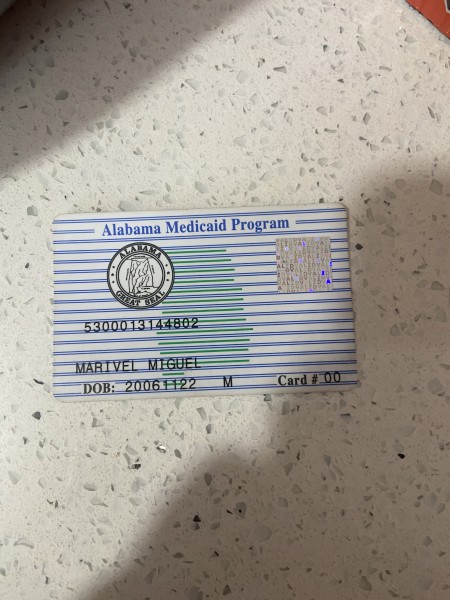 Alabama Medicaid Program
ALABAMA
GREAT SEAL
5300013144802
MARIVEL MIGUEL
DOB: 20061122 M Card # 00